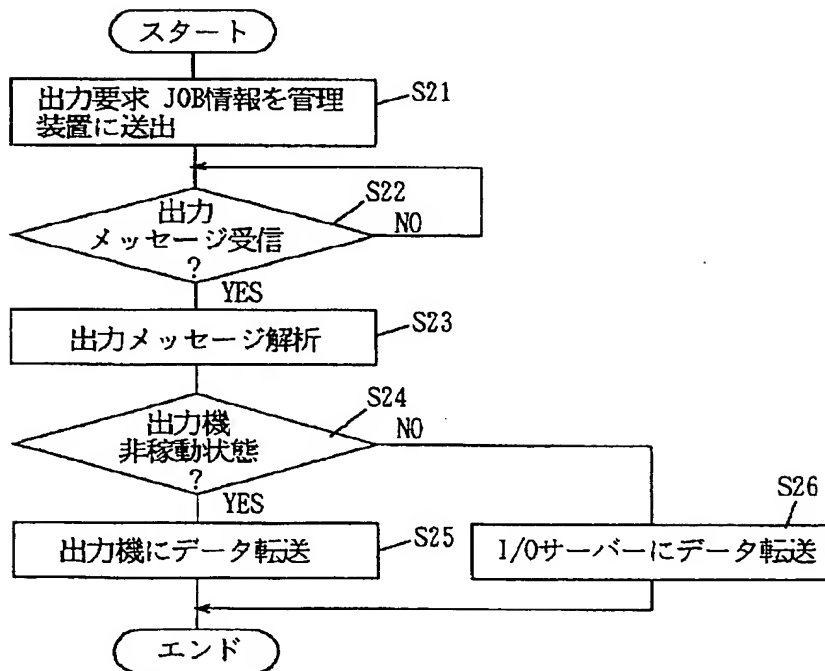 スタート
出力要求 JOB情報を管理
装置に送出
S21
S22
出力
メッセージ受信
?
NO
YES
出力メッセージ解析
S23
S24
出力機
非稼動状態
?
NO
YES
S26
出力機にデータ転送
S25
I/Oサーバーにデータ転送
エンド